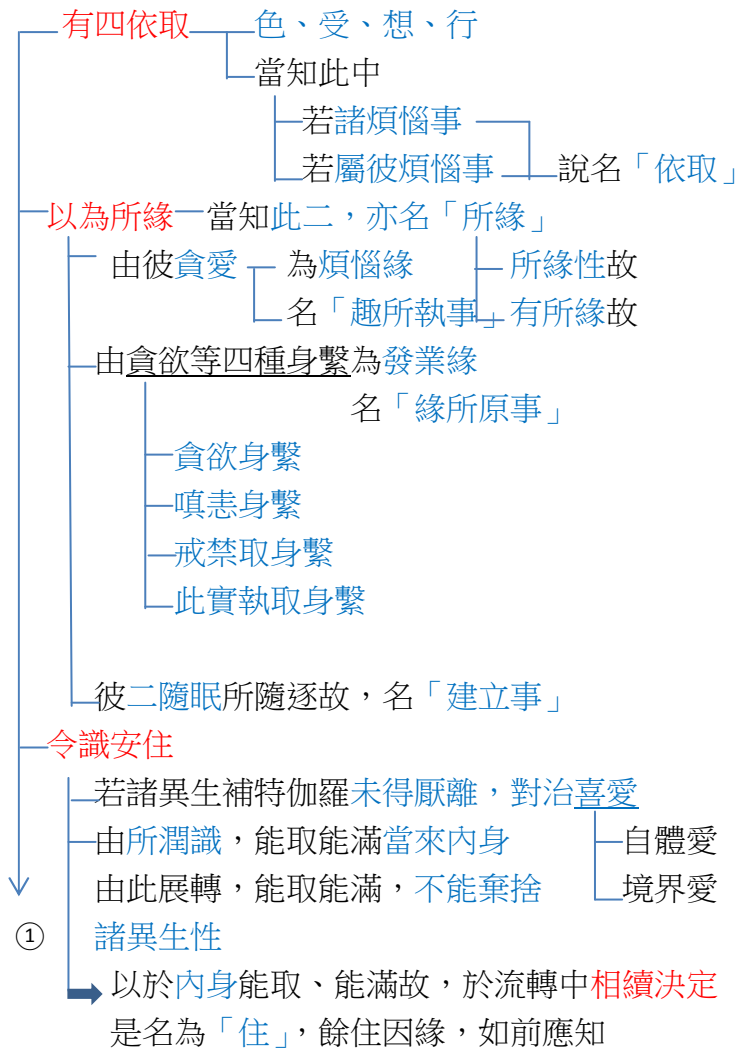 有四依取 色、受、想、行
當知此中
若諸煩惱事
若屬彼煩惱事 說名「依取」
以為所緣 當知此二，亦名「所緣」
由彼貪愛 為煩惱緣 所緣性故
名「趣所執事」 有所緣故
由貪欲等四種身繫為發業緣
名「緣所原事」
貪欲身繫
嗔恚身繫
戒禁取身繫
此實執取身繫
彼二隨眠所隨逐故，名「建立事」
令識安住
若諸異生補特伽羅未得厭離，對治喜愛
由所潤識，能取能滿當來內身 自體愛
由此展轉，能取能滿，不能棄捨 境界愛
① 諸異生性
以於內身能取、能滿故，於流轉中相續決定
是名為「住」，餘住因緣，如前應知